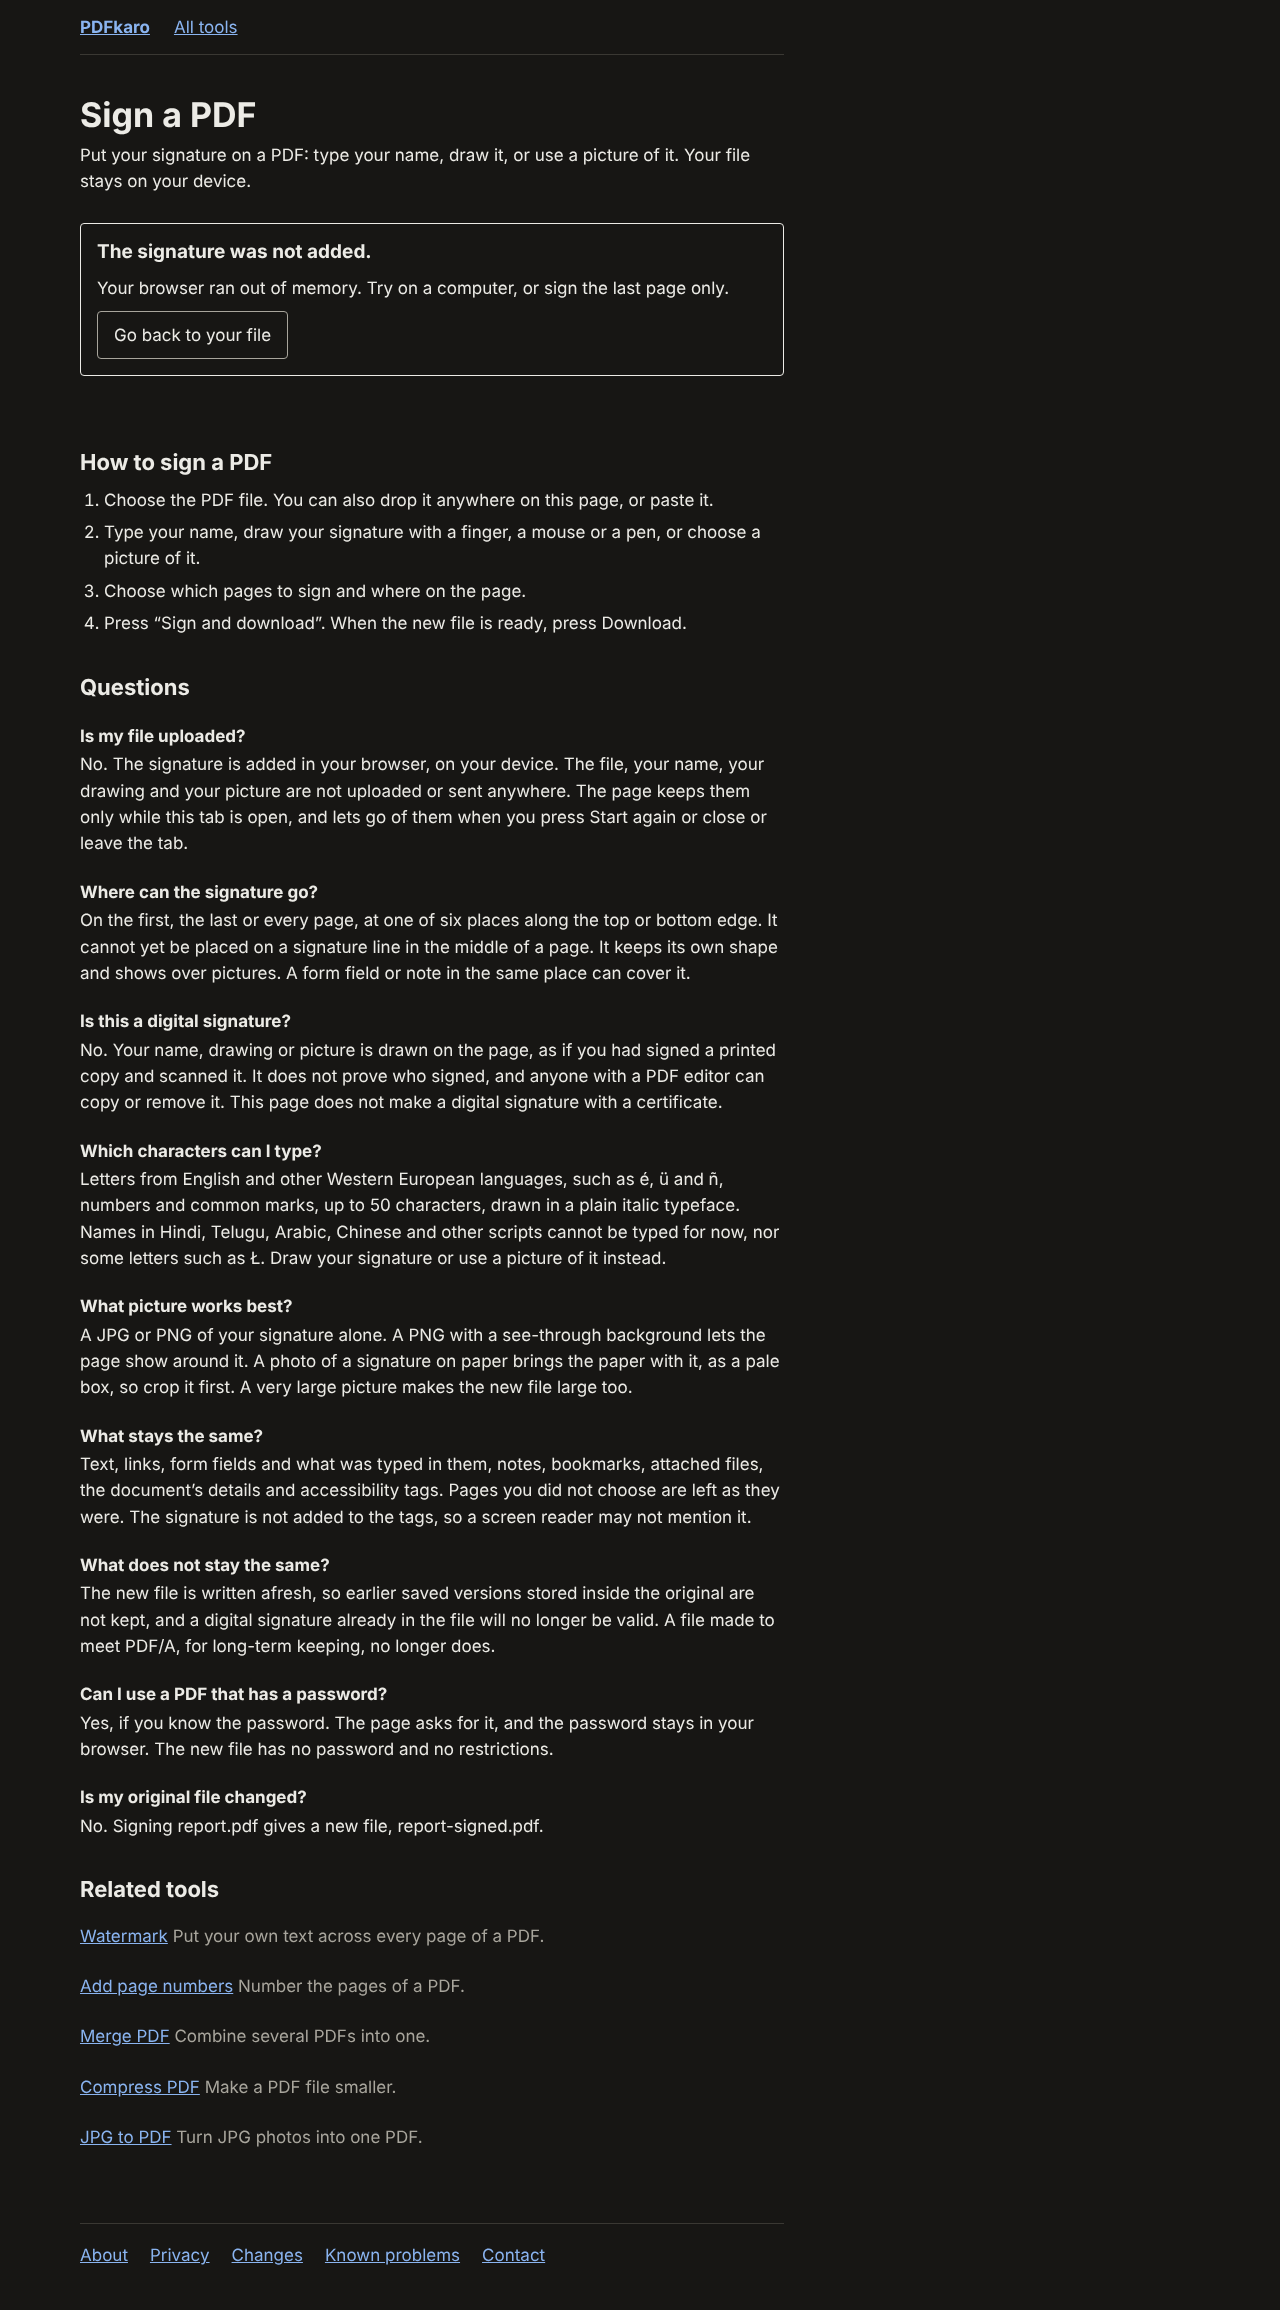 PDFkaro All tools
Sign a PDF
Put your signature on a PDF: type your name, draw it, or use a picture of it. Your file
stays on your device.
The signature was not added.
Your browser ran out of memory. Try on a computer, or sign the last page only.
Go back to your file
How to sign a PDF
1. Choose the PDF file. You can also drop it anywhere on this page, or paste it.
2. Type your name, draw your signature with a finger, a mouse or a pen, or choose a
picture of it.
3. Choose which pages to sign and where on the page.
4. Press “Sign and download”. When the new file is ready, press Download.
Questions
Is my file uploaded?
No. The signature is added in your browser, on your device. The file, your name, your
drawing and your picture are not uploaded or sent anywhere. The page keeps them
only while this tab is open, and lets go of them when you press Start again or close or
leave the tab.
Where can the signature go?
On the first, the last or every page, at one of six places along the top or bottom edge. It
cannot yet be placed on a signature line in the middle of a page. It keeps its own shape
and shows over pictures. A form field or note in the same place can cover it.
Is this a digital signature?
No. Your name, drawing or picture is drawn on the page, as if you had signed a printed
copy and scanned it. It does not prove who signed, and anyone with a PDF editor can
copy or remove it. This page does not make a digital signature with a certificate.
Which characters can I type?
Letters from English and other Western European languages, such as é, ü and ñ,
numbers and common marks, up to 50 characters, drawn in a plain italic typeface.
Names in Hindi, Telugu, Arabic, Chinese and other scripts cannot be typed for now, nor
some letters such as Ł. Draw your signature or use a picture of it instead.
What picture works best?
A JPG or PNG of your signature alone. A PNG with a see-through background lets the
page show around it. A photo of a signature on paper brings the paper with it, as a pale
box, so crop it first. A very large picture makes the new file large too.
What stays the same?
Text, links, form fields and what was typed in them, notes, bookmarks, attached files,
the document’s details and accessibility tags. Pages you did not choose are left as they
were. The signature is not added to the tags, so a screen reader may not mention it.
What does not stay the same?
The new file is written afresh, so earlier saved versions stored inside the original are
not kept, and a digital signature already in the file will no longer be valid. A file made to
meet PDF/A, for long-term keeping, no longer does.
Can I use a PDF that has a password?
Yes, if you know the password. The page asks for it, and the password stays in your
browser. The new file has no password and no restrictions.
Is my original file changed?
No. Signing report.pdf gives a new file, report-signed.pdf.
Related tools
Watermark Put your own text across every page of a PDF.
Add page numbers Number the pages of a PDF.
Merge PDF Combine several PDFs into one.
Compress PDF Make a PDF file smaller.
JPG to PDF Turn JPG photos into one PDF.
About Privacy Changes Known problems Contact